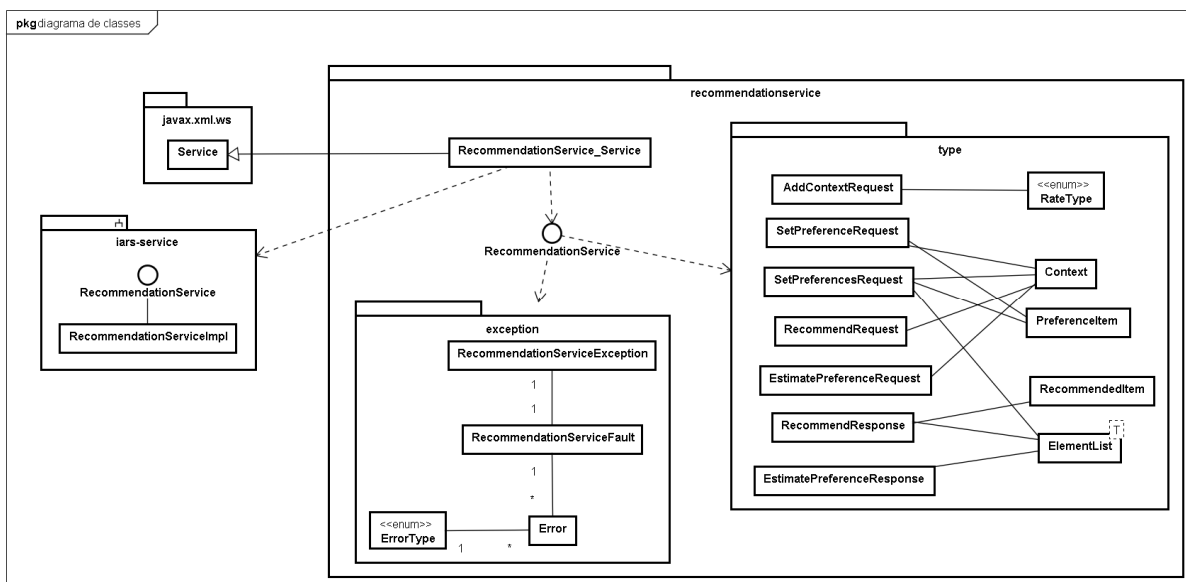 pkg diagrama de classes
recommendationservice
javax.xml.ws
Service
RecommendationService_Service
iars-service
RecommendationService
RecommendationServiceImpl
RecommendationService
exception
RecommendationServiceException
1
1
RecommendationServiceFault
1
*
<<enum>>
ErrorType
1
*
Error
type
AddContextRequest
<<enum>>
RateType
SetPreferenceRequest
SetPreferencesRequest
Context
RecommendRequest
PreferenceItem
EstimatePreferenceRequest
RecommendedItem
RecommendResponse
T
ElementList
EstimatePreferenceResponse